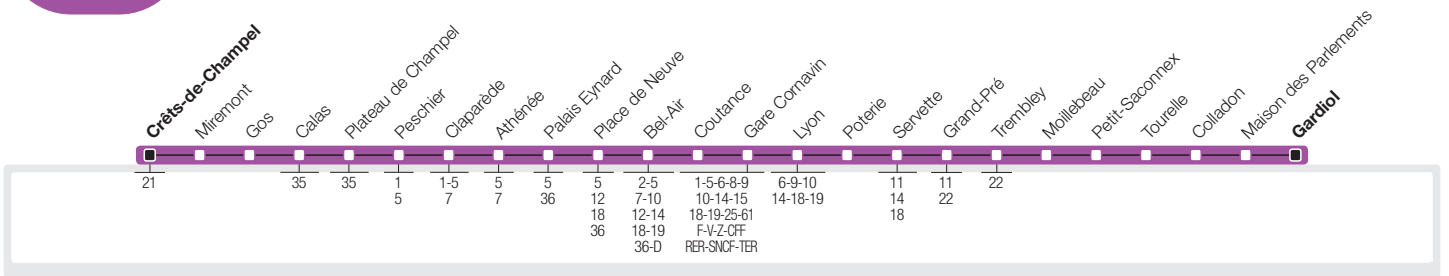 Crêts-de-Champel
Miremont
Gos
Calas
Plateau de Champel
Peschier
Claparède
Athénée
Palais Eynard
Place de Neuve
Bel-Air
Coutance
Gare Cornavin
Lyon
Poterie
Servette
Grand-Pré
Trembley
Moillebeau
Petit-Saconnex
Tourelle
Colladon
Maison des Parlements
Gardiol
21
35
35
1
5
1-5
7
5
7
5
36
5
12
18
36
2-5
7-10
12-14
18-19
36-D
1-5-6-8-9
10-14-15
18-19-25-61
F-V-Z-CFF
RER-SNCF-TER
6-9-10
14-18-19
11
14
18
11
22
22